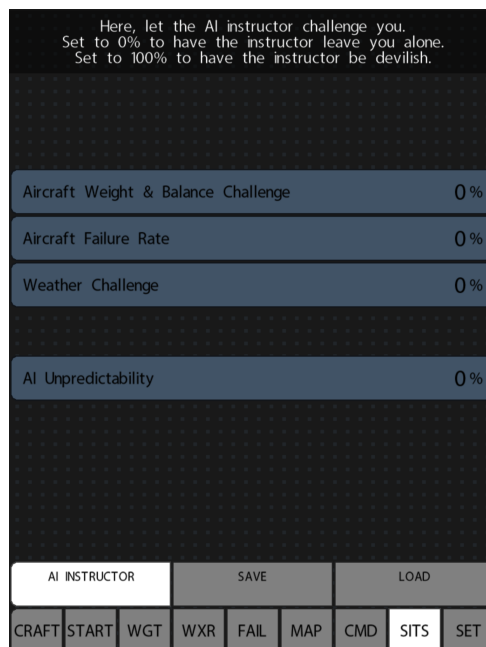 Here, let the AI instructor challenge you.
Set to 0% to have the instructor leave you alone.
Set to 100% to have the instructor be devilish.
Aircraft Weight & Balance Challenge 0 %
Aircraft Failure Rate 0 %
Weather Challenge 0 %
AI Unpredictability 0 %
AI INSTRUCTOR SAVE LOAD
CRAFT START WGT WXR FAIL MAP CMD SITS SET